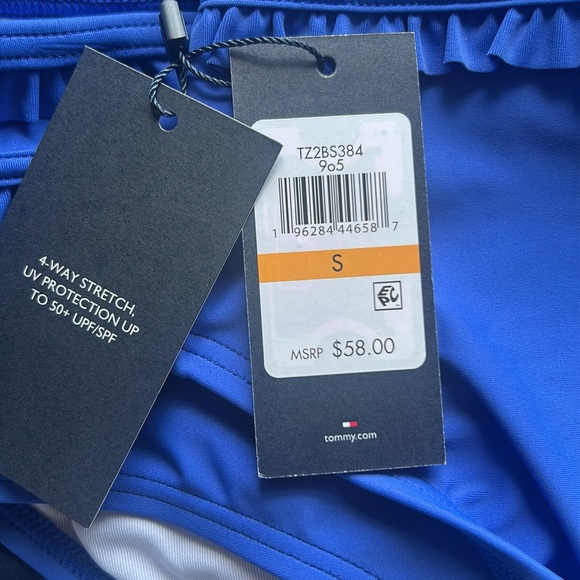 4-WAY STRETCH,
UV PROTECTION UP
TO 50+ UPF/SPF
TZ2BS384
9o5
1 96284 44658 7
S
EPC
MSRP $58.00
tommy.com